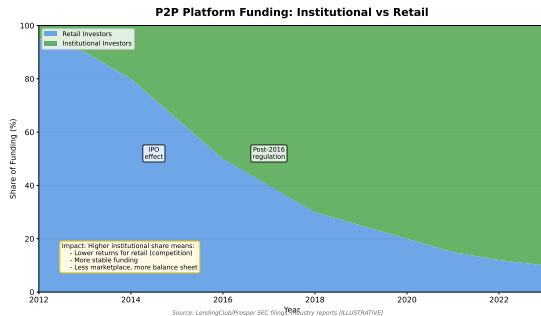 P2P Platform Funding: Institutional vs Retail
100
80
60
40
20
0
Share of Funding (%)
Retail Investors
Institutional Investors
IPO
effect
Post-2016
regulation
Impact: Higher institutional share means:
- Lower returns for retail (competition)
- More stable funding
- Less marketplace, more balance sheet
2012 2014 2016 2018 2020 2022
Year
Source: LendingClub/Prosper SEC filings, industry reports [ILLUSTRATIVE]